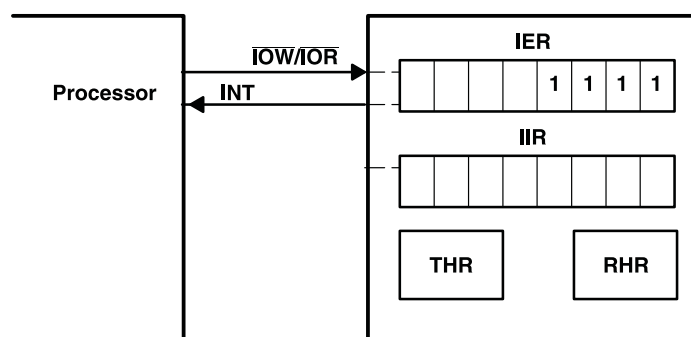 IOW/IOR
IER
Processor
INT
1 1 1 1
IIR
THR
RHR